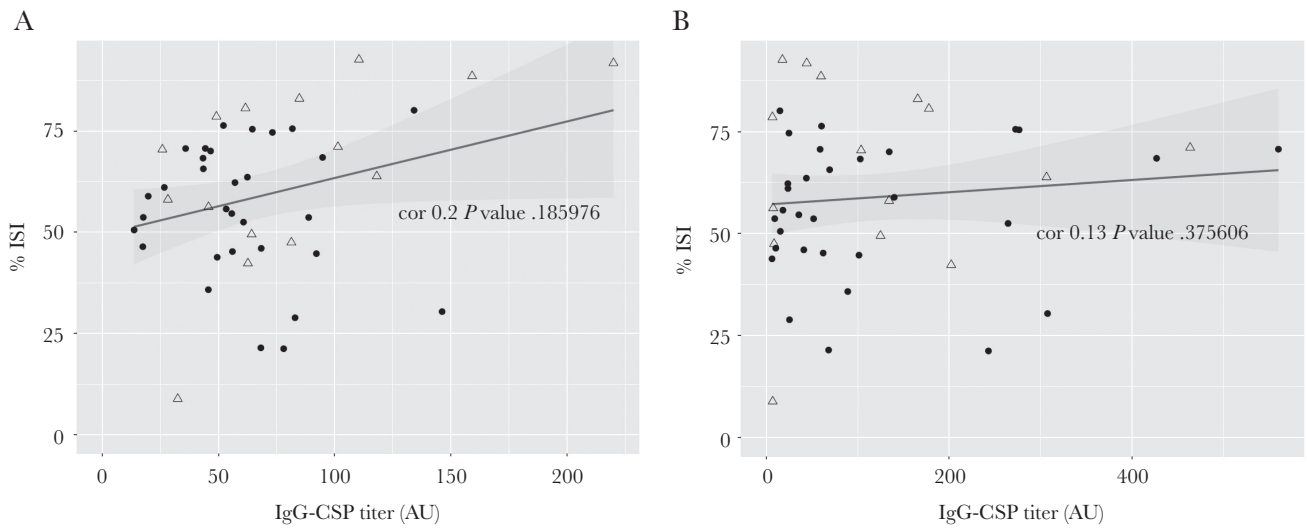 A
% ISI
75
50
25
0
cor 0.2 P value .185976
0 50 100 150 200
IgG-CSP titer (AU)
B
% ISI
75
50
25
0
cor 0.13 P value .375606
0 200 400
IgG-CSP titer (AU)